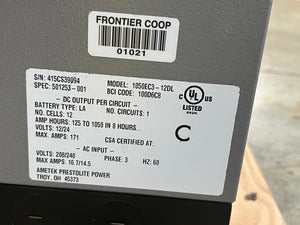 FRONTIER COOP
01021
S/N: 415CS39994
MODEL: 1050EC3-12DL
SPEC: 501253-001
BCI CODE: 100D6C8
- DC OUTPUT PER CIRCUIT -
BATTERY TYPE: LA
NO. CIRCUITS: 1
NO. CELLS: 12
AMP HOURS: 125 TO 1050 IN 8 HOURS
VOLTS: 12/24
MAX AMPS: 171
CSA CERTIFIED AT:
- AC INPUT -
VOLTS: 208/240
PHASE: 3
HZ: 60
MAX AMPS: 16.7/14.5
AMETEK PRESTOLITE POWER
TROY, OH 45373
UL
LISTED
C